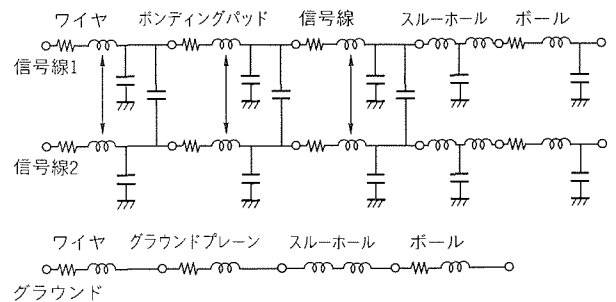 ワイヤ ボンディングパッド 信号線 スルーホール ボール
信号線1
信号線2
ワイヤ グラウンドプレーン スルーホール ボール
グラウンド